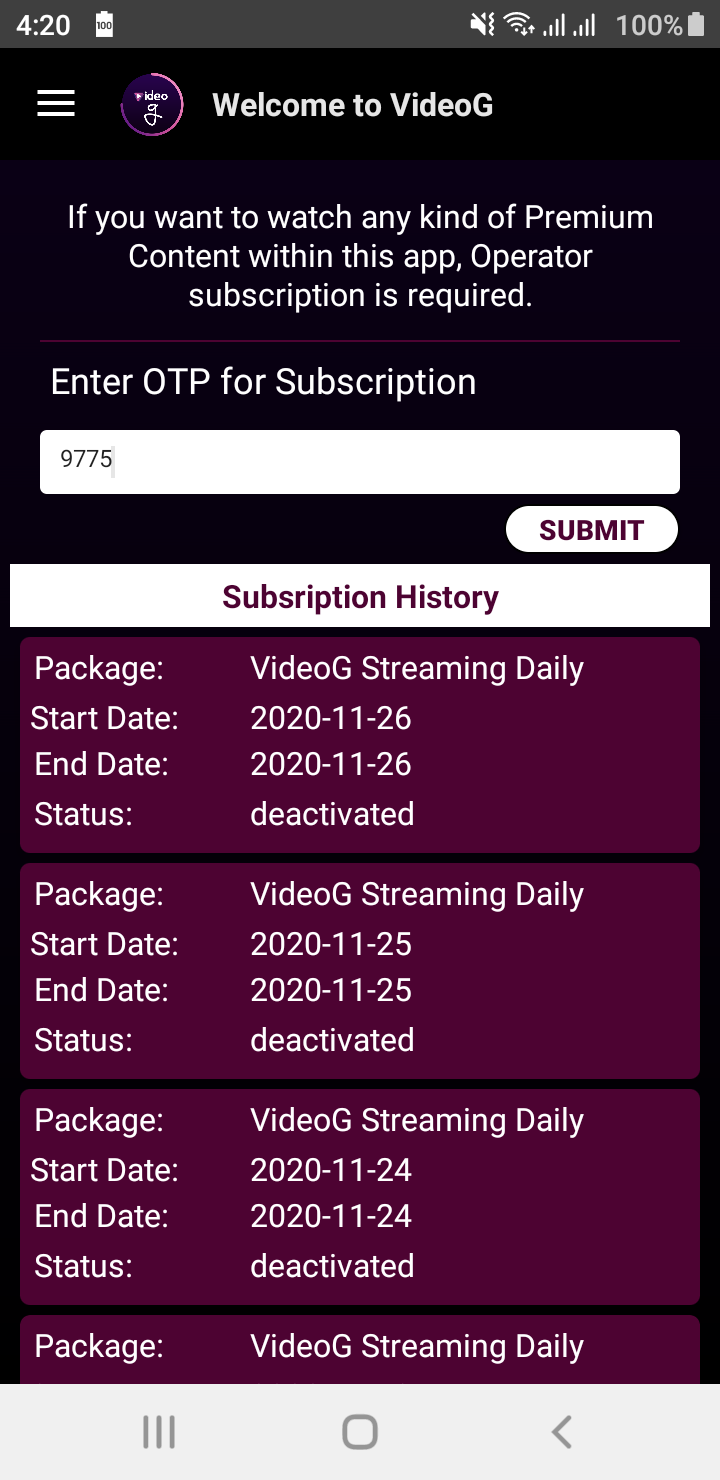 4:20 100 100%
Video
g
Welcome to VideoG
If you want to watch any kind of Premium
Content within this app, Operator
subscription is required.
Enter OTP for Subscription
9775
SUBMIT
Subsription History
Package: VideoG Streaming Daily
Start Date: 2020-11-26
End Date: 2020-11-26
Status: deactivated
Package: VideoG Streaming Daily
Start Date: 2020-11-25
End Date: 2020-11-25
Status: deactivated
Package: VideoG Streaming Daily
Start Date: 2020-11-24
End Date: 2020-11-24
Status: deactivated
Package: VideoG Streaming Daily